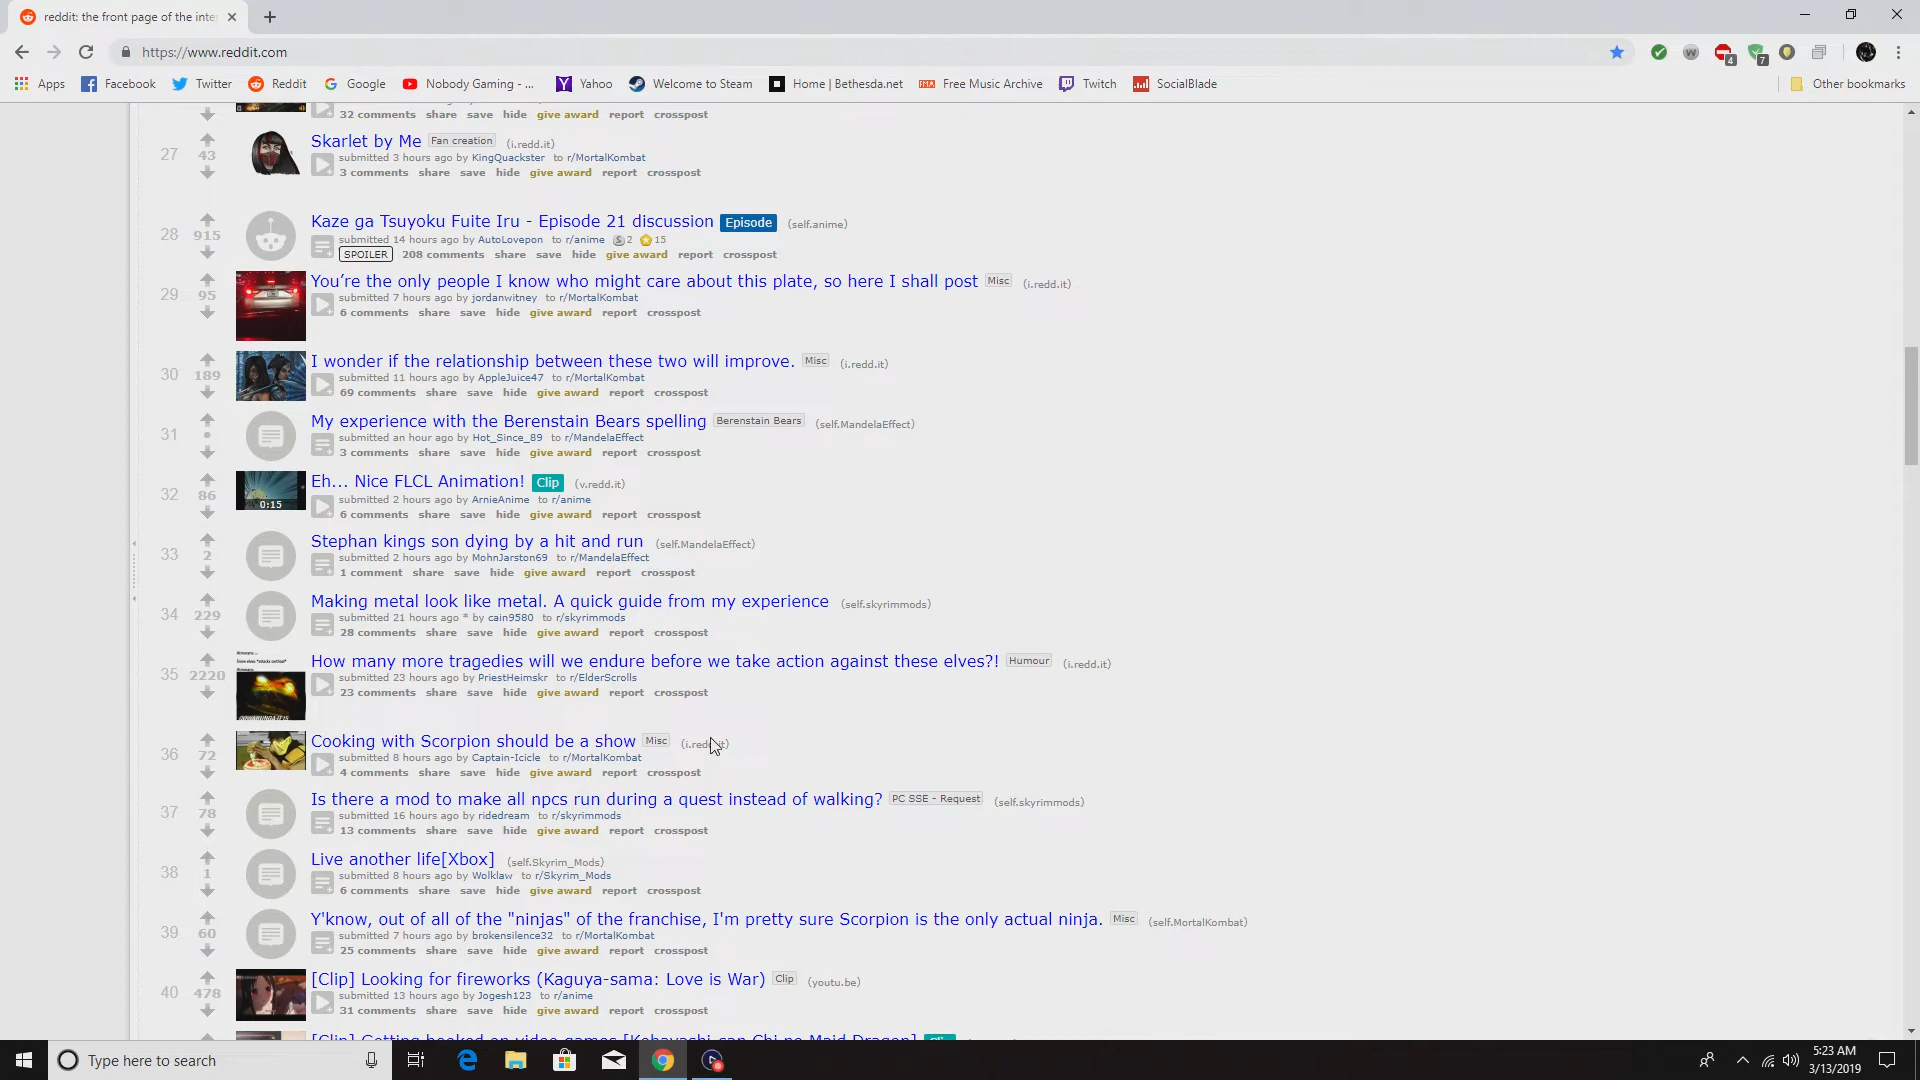 reddit: the front page of the inte
https://www.reddit.com
4
7
Apps Facebook Twitter Reddit Google Nobody Gaming - ... Yahoo Welcome to Steam Home | Bethesda.net Free Music Archive Twitch SocialBlade Other bookmarks
32 comments share save hide give award report crosspost
27
43
Skarlet by Me Fan creation (i.redd.it)
submitted 3 hours ago by KingQuackster to r/MortalKombat
3 comments share save hide give award report crosspost
28
915
Kaze ga Tsuyoku Fuite Iru - Episode 21 discussion Episode (self.anime)
submitted 14 hours ago by AutoLovepon to r/anime S 2 15
SPOILER 208 comments share save hide give award report crosspost
29
95
You’re the only people I know who might care about this plate, so here I shall post Misc (i.redd.it)
submitted 7 hours ago by jordanwitney to r/MortalKombat
6 comments share save hide give award report crosspost
30
189
I wonder if the relationship between these two will improve. Misc (i.redd.it)
submitted 11 hours ago by AppleJuice47 to r/MortalKombat
69 comments share save hide give award report crosspost
31
•
My experience with the Berenstain Bears spelling Berenstain Bears (self.MandelaEffect)
submitted an hour ago by Hot_Since_89 to r/MandelaEffect
3 comments share save hide give award report crosspost
32
86
0:15
Eh... Nice FLCL Animation! Clip (v.redd.it)
submitted 2 hours ago by ArnieAnime to r/anime
6 comments share save hide give award report crosspost
33
2
Stephan kings son dying by a hit and run (self.MandelaEffect)
submitted 2 hours ago by MohnJarston69 to r/MandelaEffect
1 comment share save hide give award report crosspost
34
229
Making metal look like metal. A quick guide from my experience (self.skyrimmods)
submitted 21 hours ago * by cain9580 to r/skyrimmods
28 comments share save hide give award report crosspost
35
2220
How many more tragedies will we endure before we take action against these elves?! Humour (i.redd.it)
submitted 23 hours ago by PriestHeimskr to r/ElderScrolls
23 comments share save hide give award report crosspost
36
72
Cooking with Scorpion should be a show Misc (i.redd.it)
submitted 8 hours ago by Captain-Icicle to r/MortalKombat
4 comments share save hide give award report crosspost
37
78
Is there a mod to make all npcs run during a quest instead of walking? PC SSE - Request (self.skyrimmods)
submitted 16 hours ago by ridedream to r/skyrimmods
13 comments share save hide give award report crosspost
38
1
Live another life[Xbox] (self.Skyrim_Mods)
submitted 8 hours ago by Wolklaw to r/Skyrim_Mods
6 comments share save hide give award report crosspost
39
60
Y'know, out of all of the "ninjas" of the franchise, I'm pretty sure Scorpion is the only actual ninja. Misc (self.MortalKombat)
submitted 7 hours ago by brokensilence32 to r/MortalKombat
25 comments share save hide give award report crosspost
40
478
[Clip] Looking for fireworks (Kaguya-sama: Love is War) Clip (youtu.be)
submitted 13 hours ago by Jogesh123 to r/anime
31 comments share save hide give award report crosspost
[Clip] Getting hooked on video games [Kobayashi-san Chi no Maid Dragon] Clip
Type here to search
5:23 AM
3/13/2019